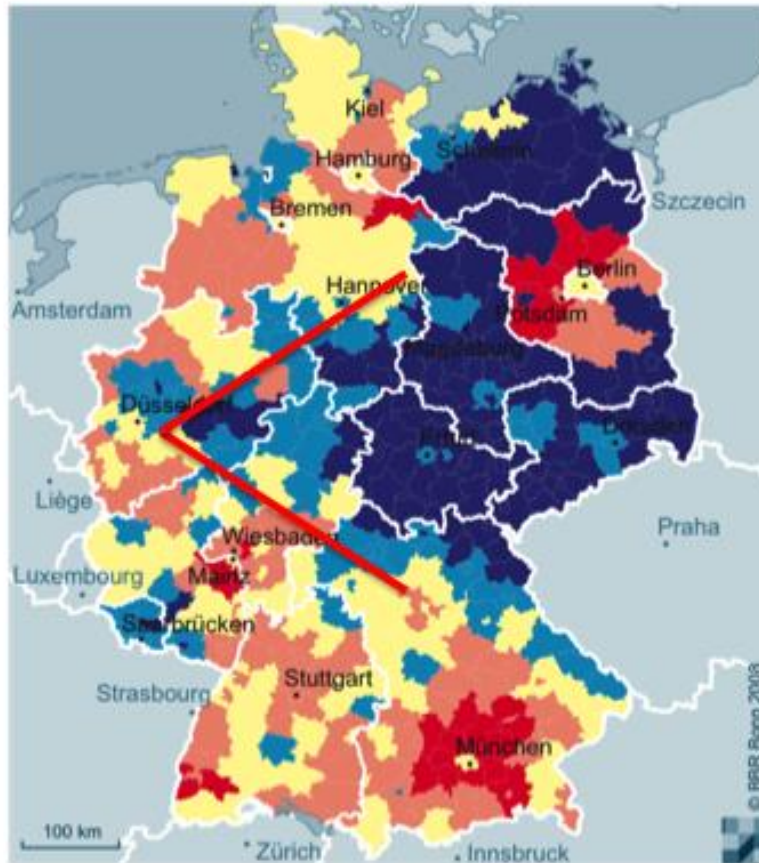 Kiel
Schwerin
Hamburg
Szczecin
Bremen
Berlin
Hannover
Amsterdam
Potsdam
Magdeburg
Düsseldorf
Dresden
Erfurt
Liège
Praha
Wiesbaden
Luxembourg
Mainz
Saarbrücken
Stuttgart
Strasbourg
München
© BBR Bonn 2008
100 km
Zürich
Innsbruck